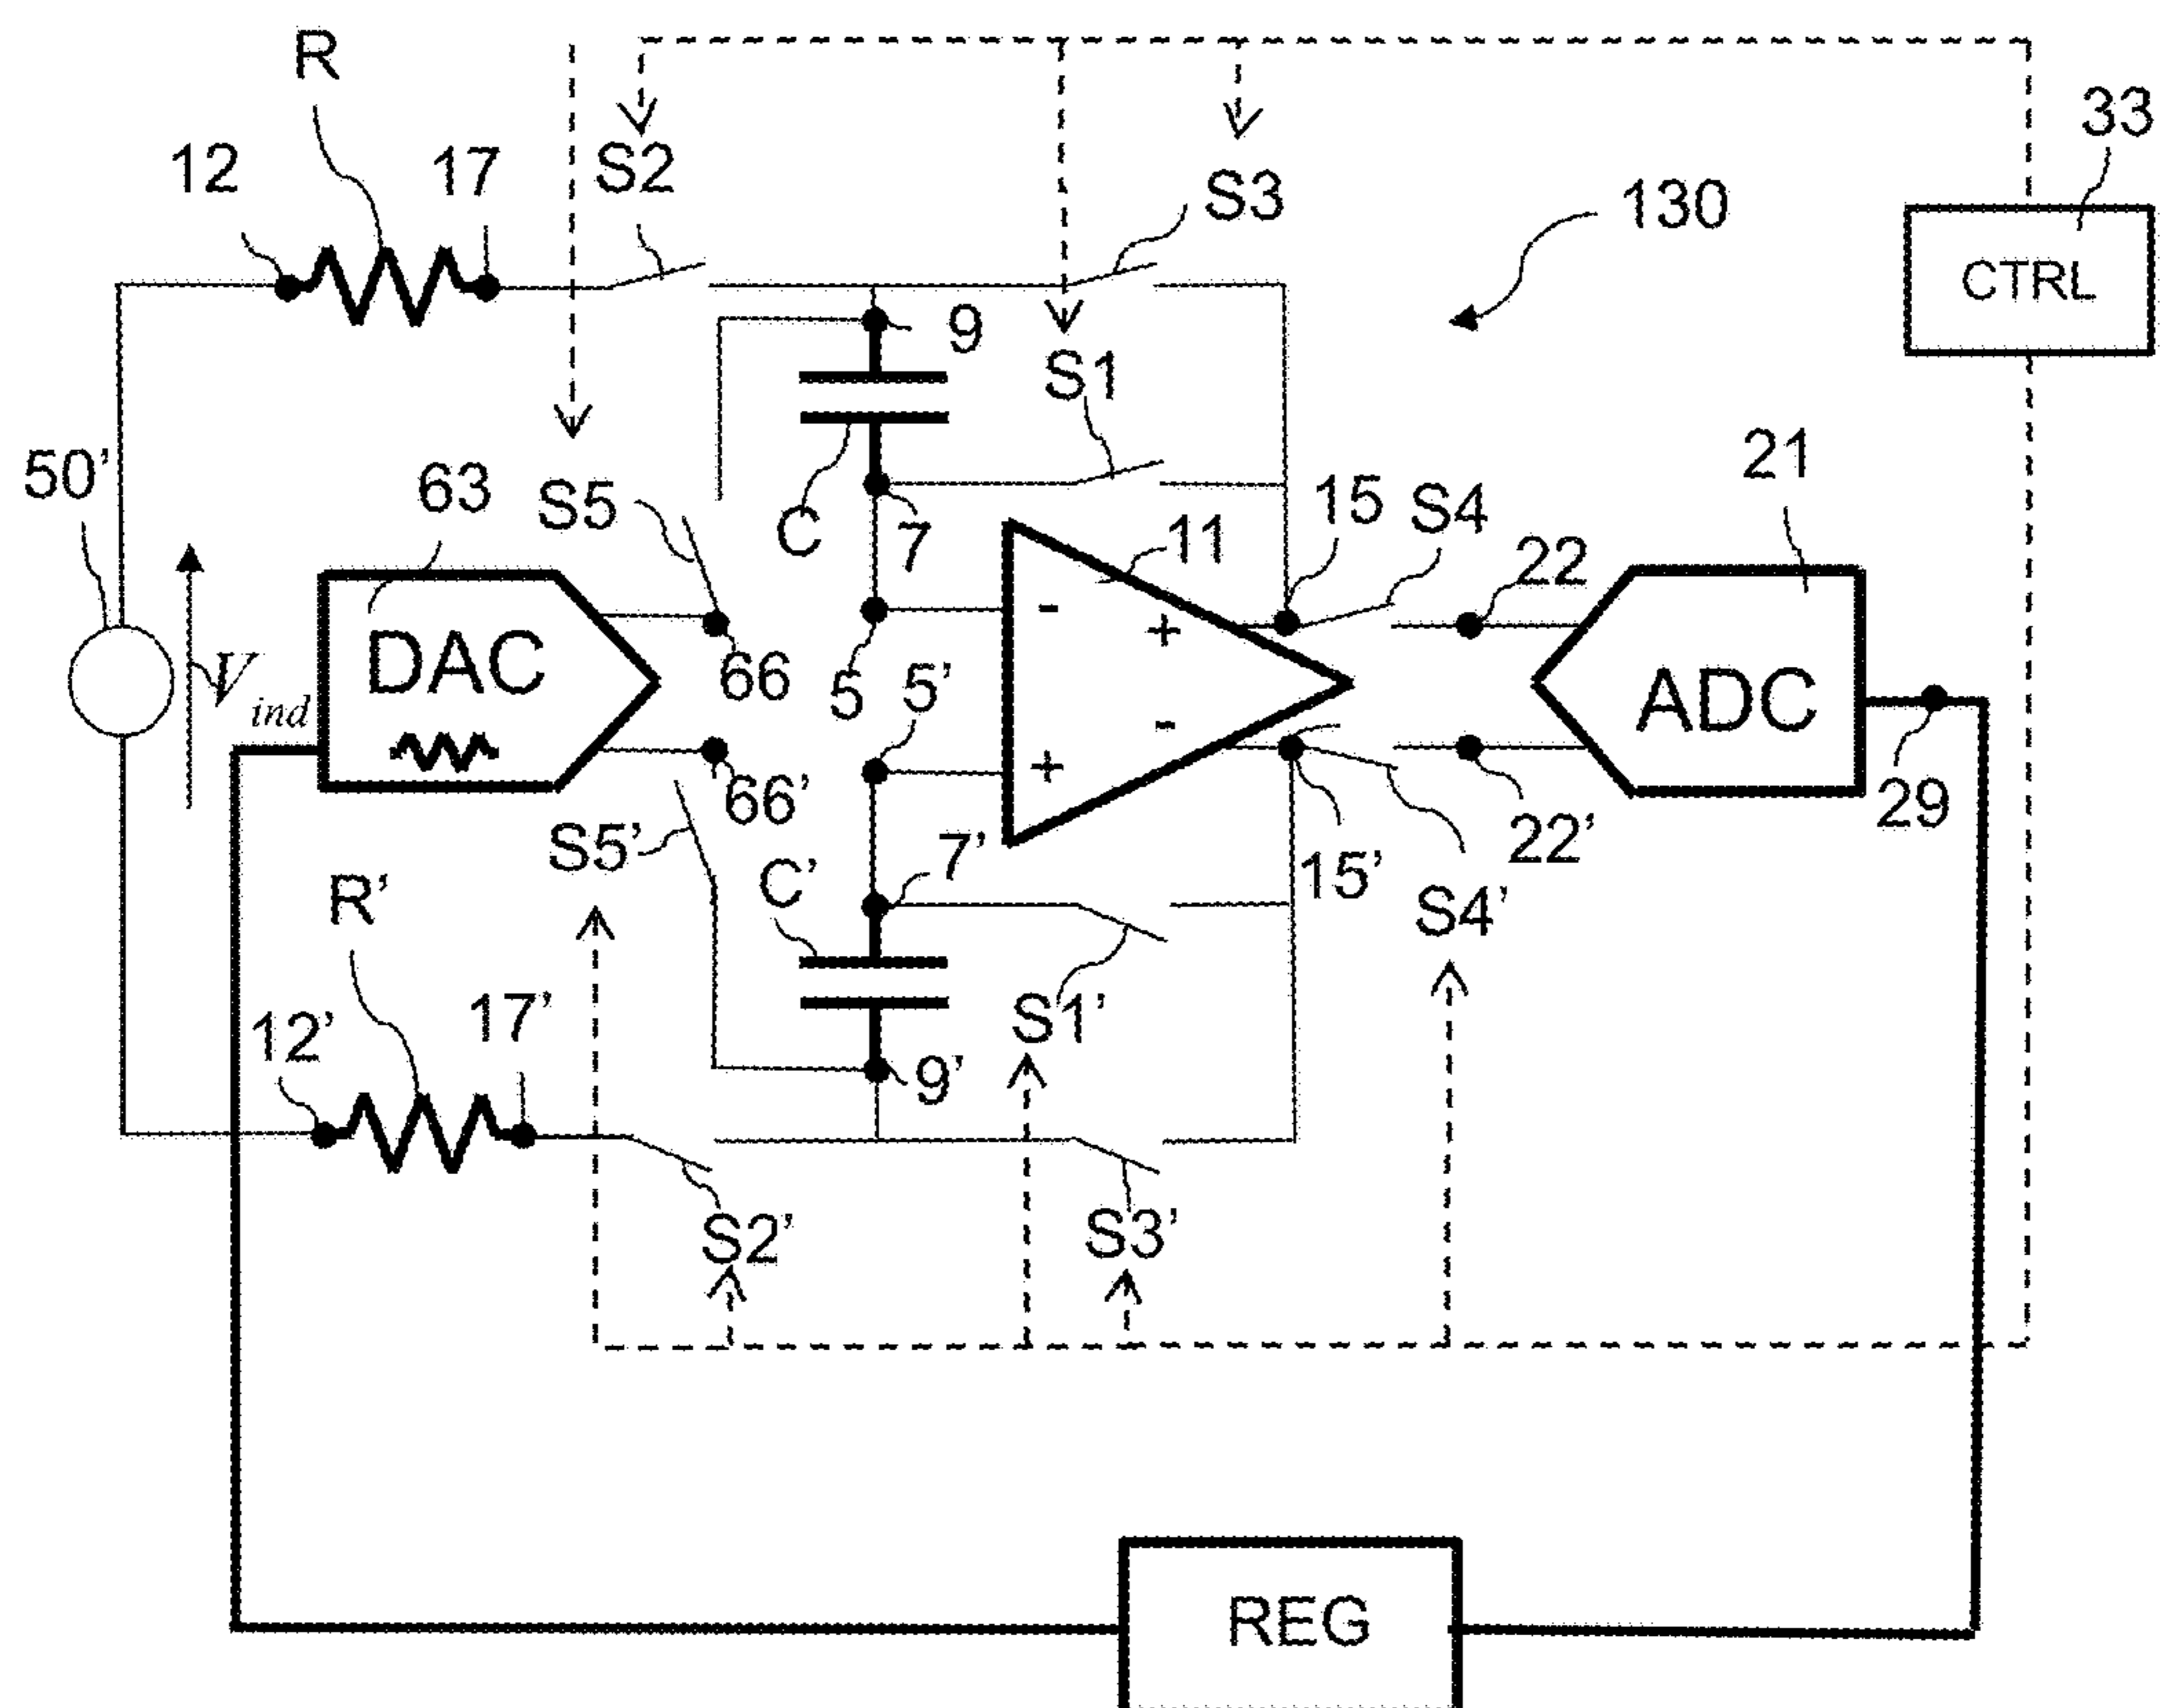 R
33
12
17
S2
S3
130
CTRL
9
S1
50’
63
S5
C
7
11
15
S4
22
21
-
+
DAC
V ind
66
5
5’
ADC
-
+
66’
29
S5’
7’
15’
22’
C’
R’
S4’
12’
17’
S1’
9’
S2’
S3’
REG